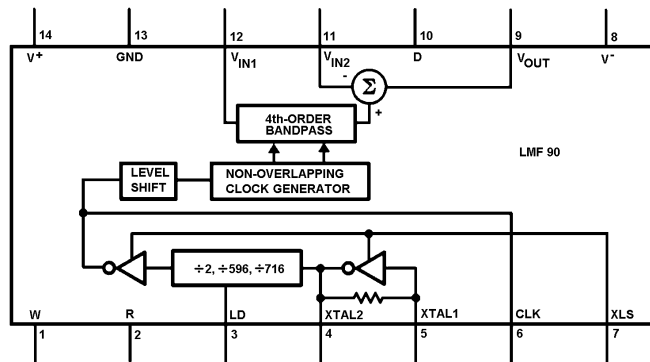 14 13 12 11 10 9 8
V+ GND VIN1 VIN2 D VOUT V-
- Σ
+
4th-ORDER
BANDPASS
LMF 90
LEVEL
SHIFT
NON-OVERLAPPING
CLOCK GENERATOR
÷2, ÷596, ÷716
W R LD XTAL2 XTAL1 CLK XLS
1 2 3 4 5 6 7